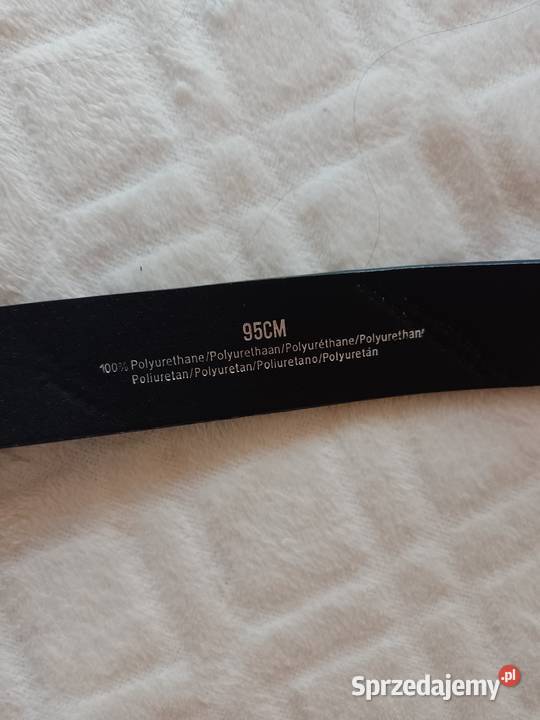 95CM
100% Polyurethane/Polyurethaan/Polyuréthane/Polyurethan/
Poliuretan/Polyuretan/Poliuretano/Polyuretán
Sprzedajemy.pl